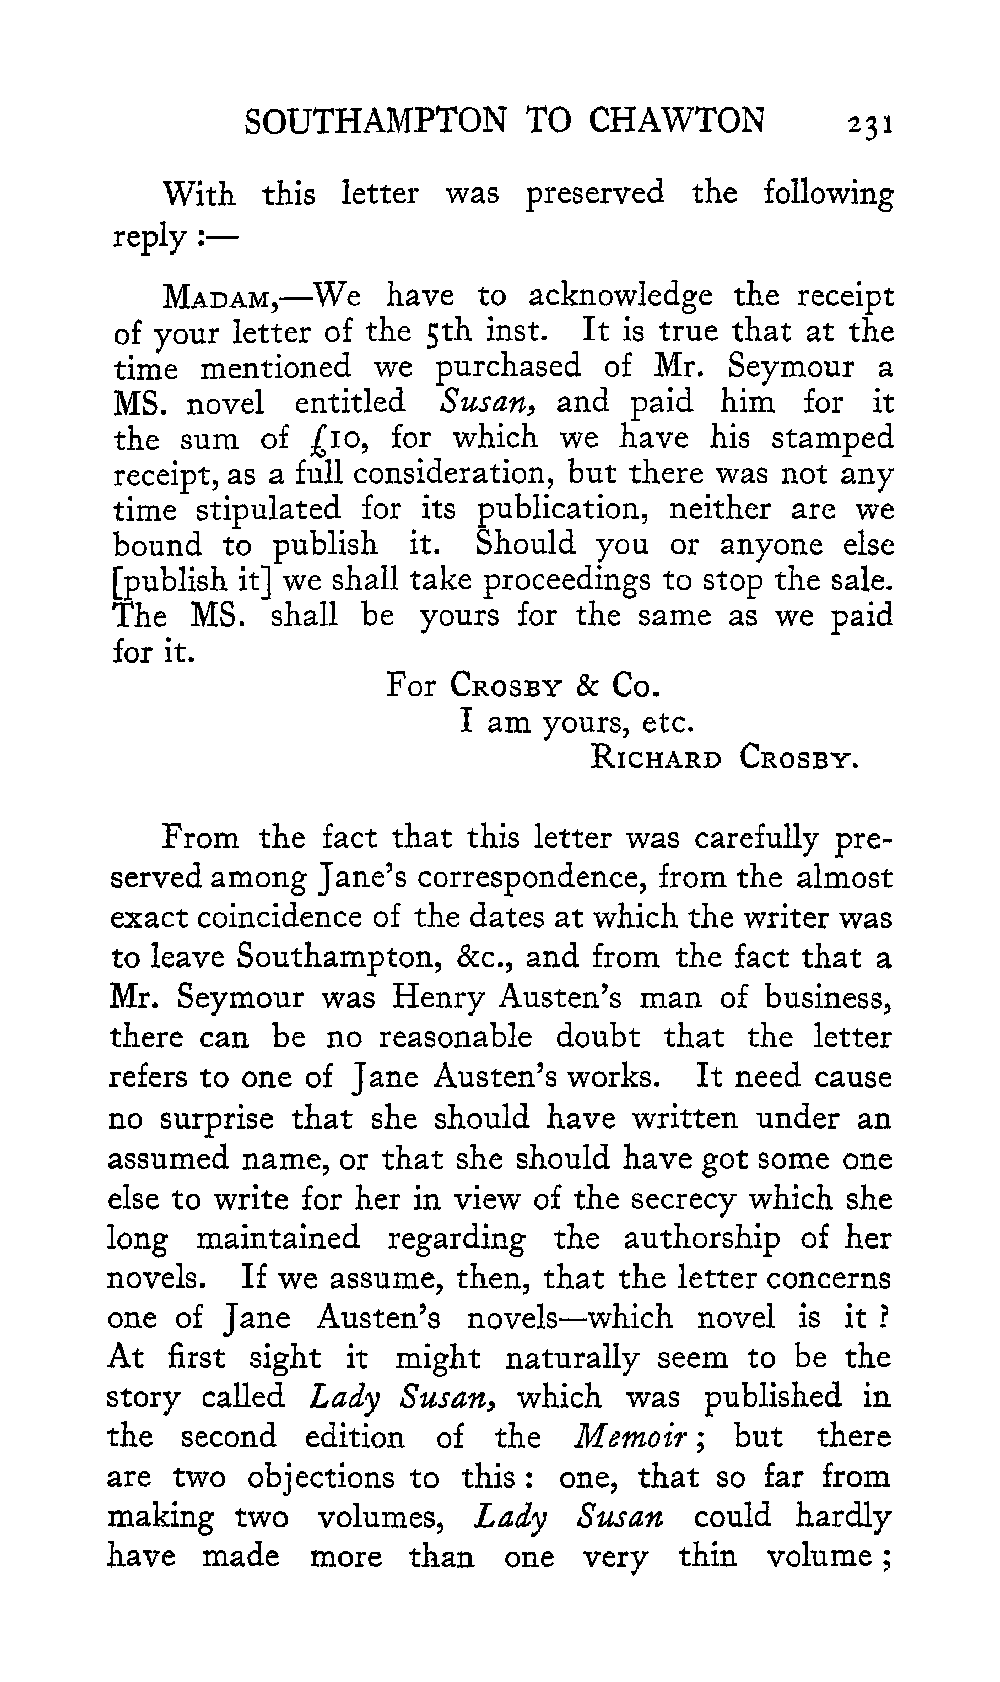 SOUTHAMPTON TO CHAWTON 231
With this letter was preserved the following
reply :—
MADAM,—We have to acknowledge the receipt
of your letter of the 5th inst. It is true that at the
time mentioned we purchased of Mr. Seymour a
MS. novel entitled Susan, and paid him for it
the sum of £10, for which we have his stamped
receipt, as a full consideration, but there was not any
time stipulated for its publication, neither are we
bound to publish it. Should you or anyone else
[publish it] we shall take proceedings to stop the sale.
The MS. shall be yours for the same as we paid
for it.
For CROSBY & Co.
I am yours, etc.
RICHARD CROSBY.
From the fact that this letter was carefully pre-
served among Jane's correspondence, from the almost
exact coincidence of the dates at which the writer was
to leave Southampton, &c., and from the fact that a
Mr. Seymour was Henry Austen's man of business,
there can be no reasonable doubt that the letter
refers to one of Jane Austen's works. It need cause
no surprise that she should have written under an
assumed name, or that she should have got some one
else to write for her in view of the secrecy which she
long maintained regarding the authorship of her
novels. If we assume, then, that the letter concerns
one of Jane Austen's novels—which novel is it ?
At first sight it might naturally seem to be the
story called Lady Susan, which was published in
the second edition of the Memoir ; but there
are two objections to this : one, that so far from
making two volumes, Lady Susan could hardly
have made more than one very thin volume ;